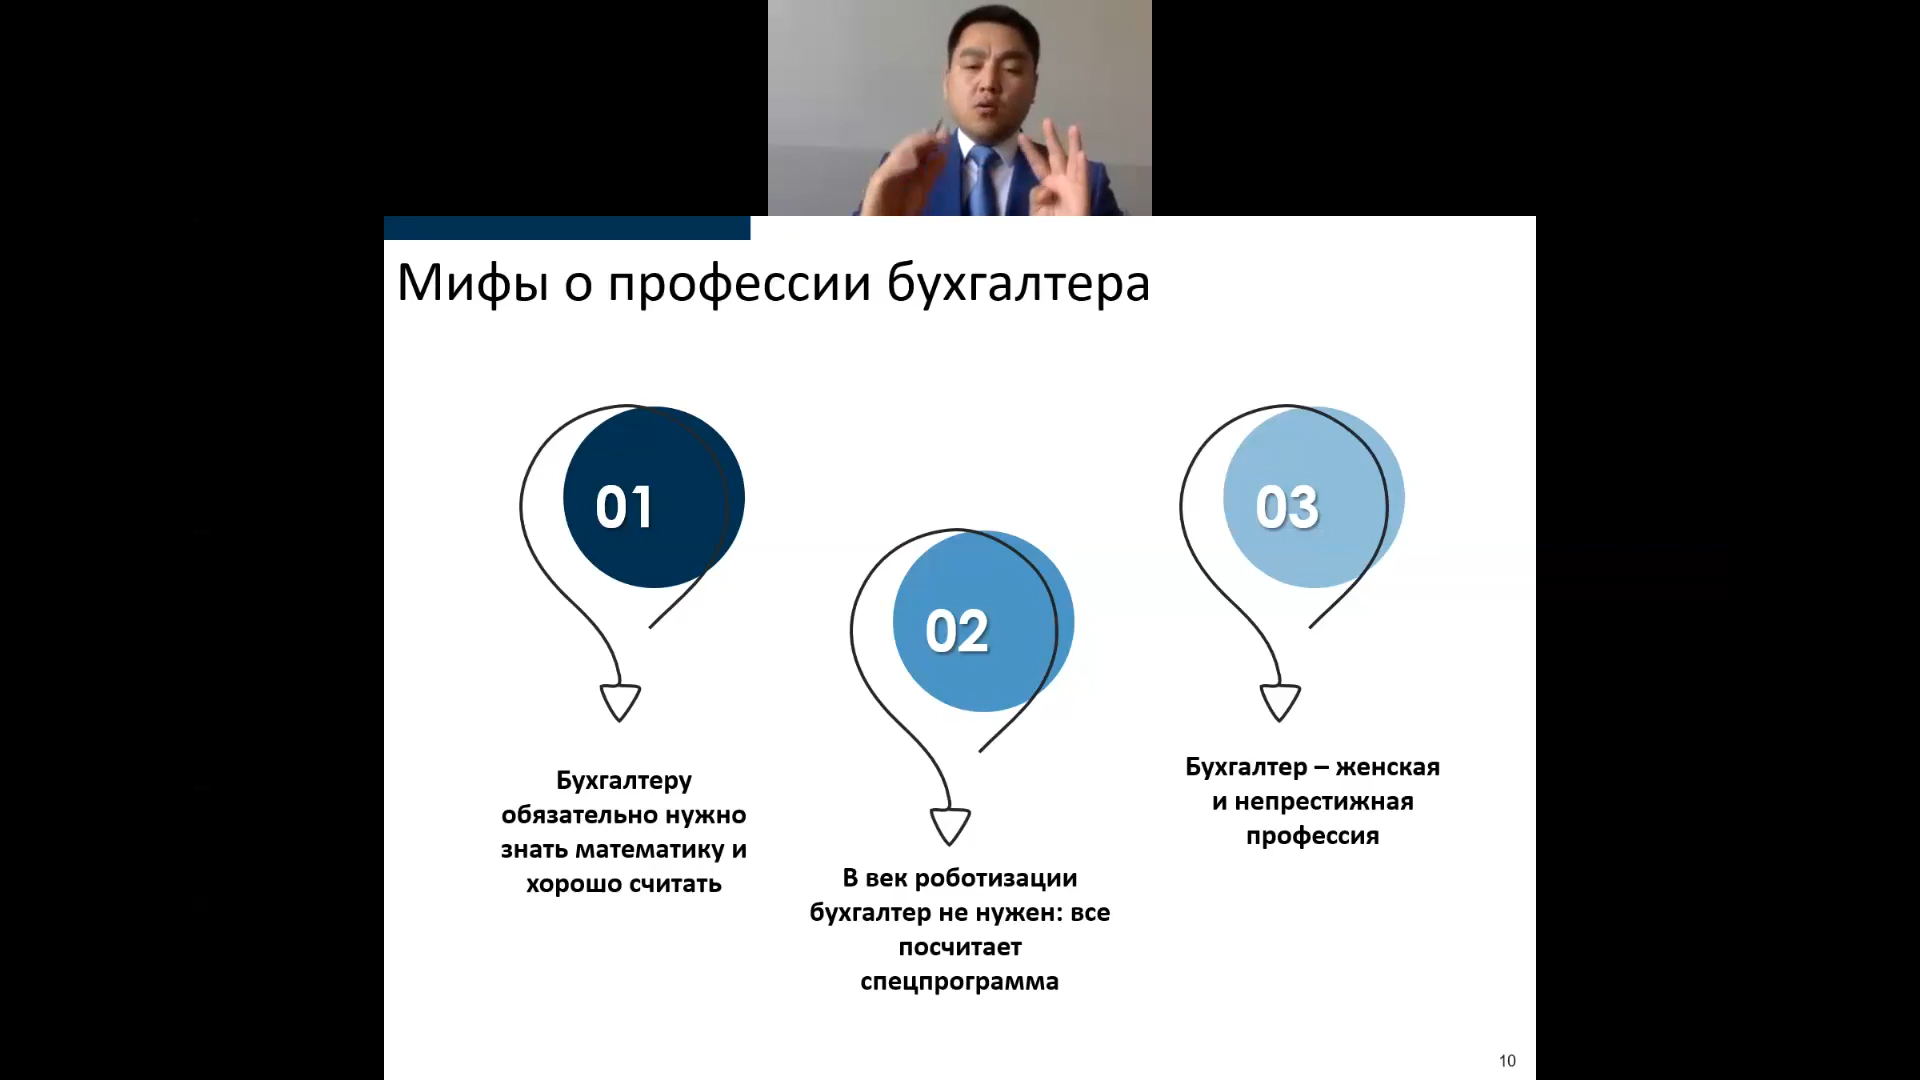 Мифы о профессии бухгалтера
01
Бухгалтеру
обязательно нужно
знать математику и
хорошо считать
02
В век роботизации
бухгалтер не нужен: все
посчитает
спецпрограмма
03
Бухгалтер – женская
и непрестижная
профессия
10